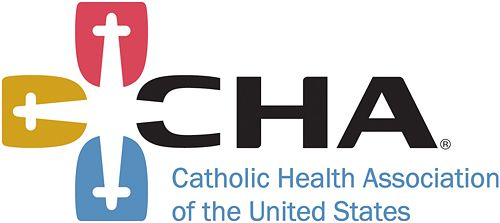 CHA®
Catholic Health Association
of the United States